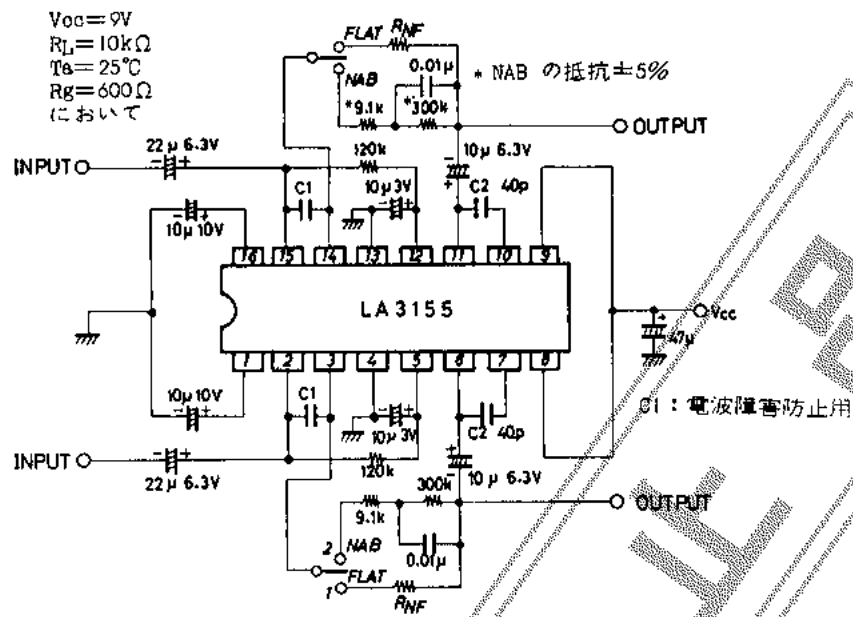 Vcc=9V
RL=10kΩ
Ta=25℃
Rg=600Ω
において
FLAT RNF
NAB
0.01μ
* NAB の抵抗±5%
*9.1k
*300k
OUTPUT
22μ 6.3V
INPUT
120k
10μ 6.3V
C1
10μ 3V
C2 40p
10μ 10V
16 15 14 13 12 11 10 9
LA3155
Vcc
47μ
1 2 3 4 5 6 7 8
10μ 10V
C1
10μ 3V
C2 40p
C1 : 電波障害防止用
INPUT
22μ 6.3V
120k
10μ 6.3V
300k
OUTPUT
9.1k
2 NAB
0.01μ
FLAT
1
RNF